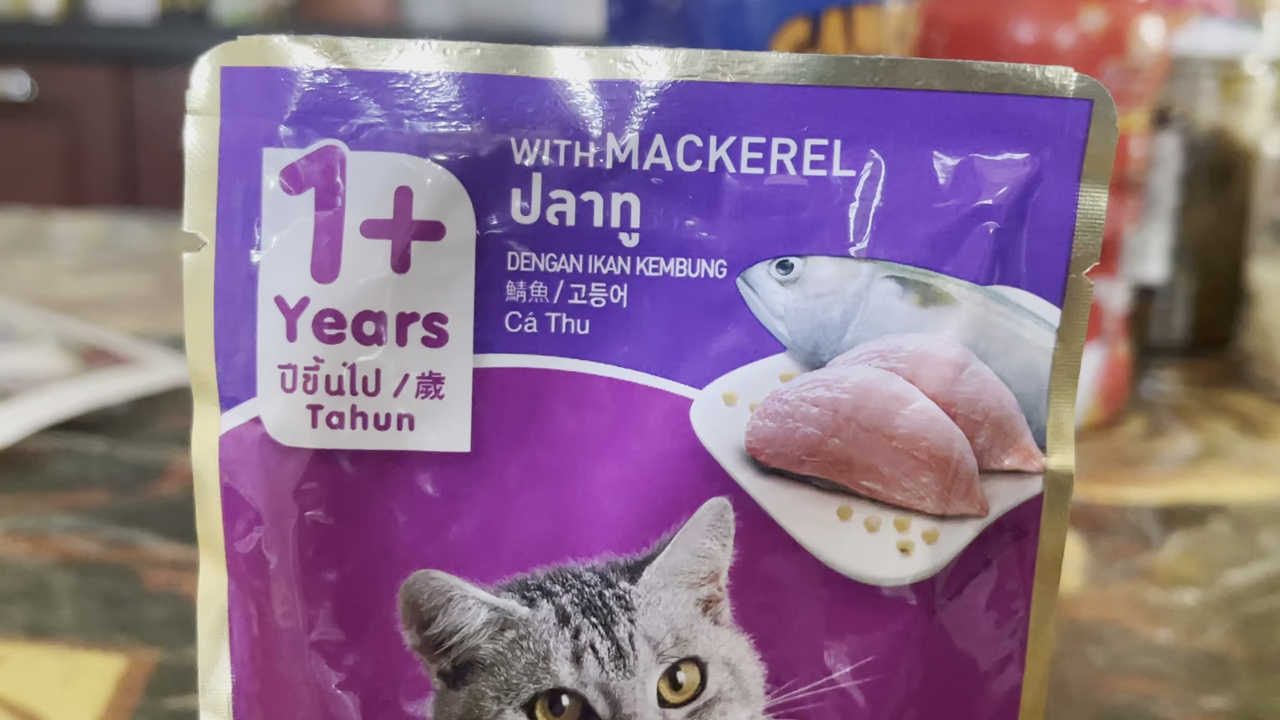 1+
Years
ปีขึ้นไป / 歲
Tahun
WITH MACKEREL
ปลาทู
DENGAN IKAN KEMBUNG
鯖魚 / 고등어
Cá Thu